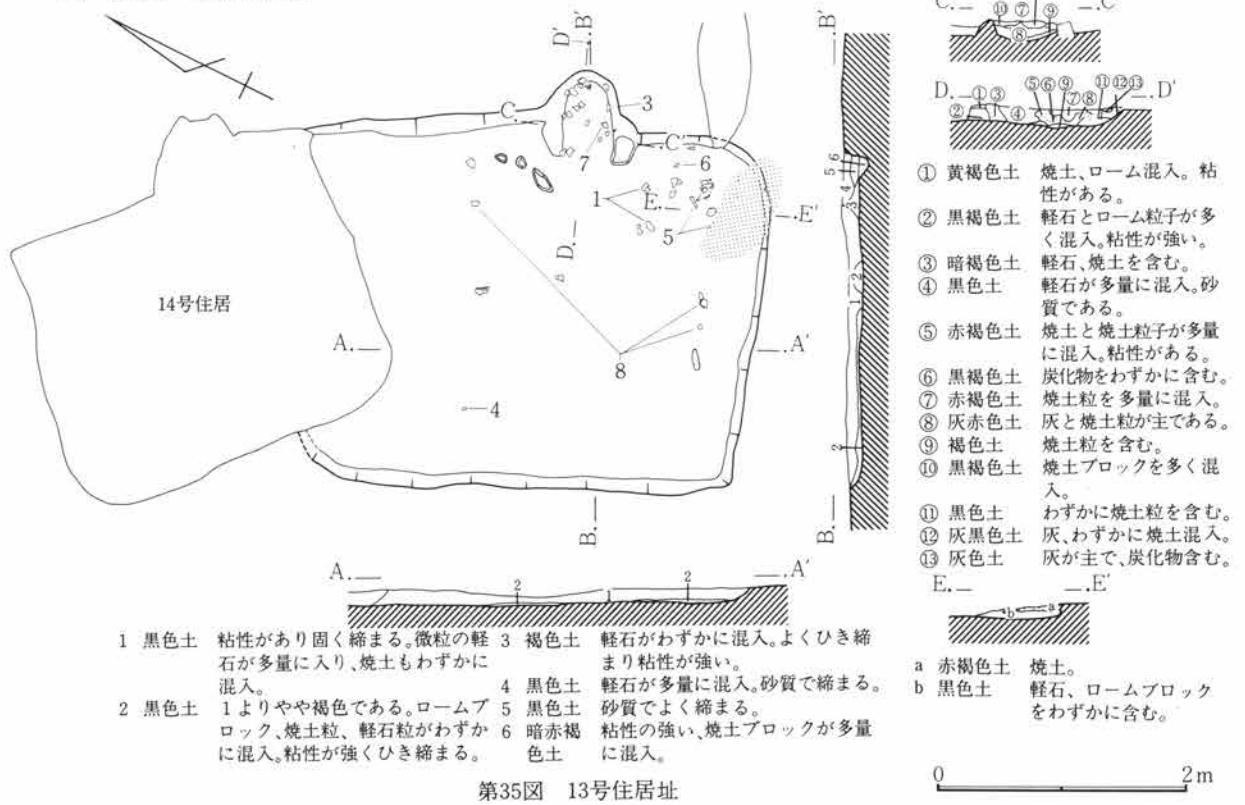 B'
D'
C.
3
C'
7
6
1
E.
E'
5
D.
14号住居
A.
A'
8
4
B.
B'
6
5
4
3
2
1
2
B.
A. A'
2 1 2
1 黒色土 粘性があり固く締まる。微粒の軽
石が多量に入り、焼土もわずかに
混入。
2 黒色土 1よりやや褐色である。ロームブ
ロック、焼土粒、軽石粒がわずか
に混入。粘性が強くひき締まる。
3 褐色土 軽石がわずかに混入。よくひき締
まり粘性が強い。
4 黒色土 軽石が多量に混入。砂質で締まる。
5 黒色土 砂質でよく締まる。
6 暗赤褐 粘性の強い、焼土ブロックが多量
色土 に混入。
第35図 13号住居址
C. C'
⑩ ⑦ ⑨
⑧
D. D'
② ① ③ ④ ⑤ ⑥ ⑨ ⑦ ⑧ ⑪ ⑫ ⑬
① 黄褐色土 焼土、ローム混入。粘
性がある。
② 黒褐色土 軽石とローム粒子が多
く混入。粘性が強い。
③ 暗褐色土 軽石、焼土を含む。
④ 黒色土 軽石が多量に混入。砂
質である。
⑤ 赤褐色土 焼土と焼土粒子が多量
に混入。粘性がある。
⑥ 黒褐色土 炭化物をわずかに含む。
⑦ 赤褐色土 焼土粒を多量に混入。
⑧ 灰赤色土 灰と焼土粒が主である。
⑨ 褐色土 焼土粒を含む。
⑩ 黒褐色土 焼土ブロックを多く混
入。
⑪ 黒色土 わずかに焼土粒を含む。
⑫ 灰黒色土 灰、わずかに焼土混入。
⑬ 灰色土 灰が主で、炭化物含む。
E. E'
b a
a 赤褐色土 焼土。
b 黒色土 軽石、ロームブロック
をわずかに含む。
0 2m